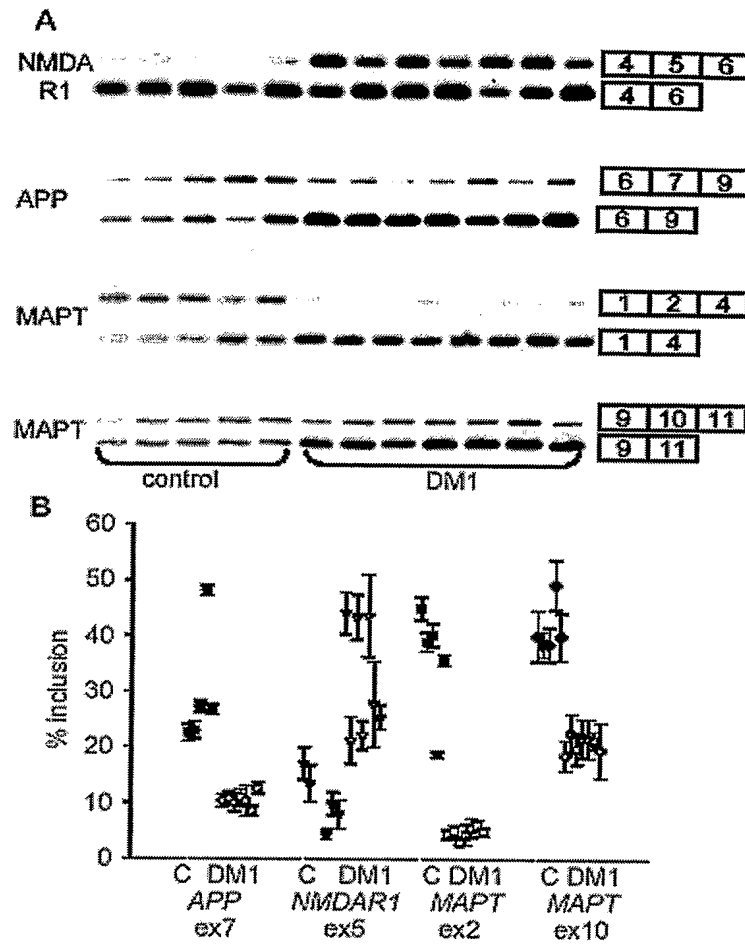 A
NMDA
R1
4 5 6
4 6
APP
6 7 9
6 9
MAPT
1 2 4
1 4
MAPT
9 10 11
9 11
control
DM1
B
60
50
40
30
20
10
0
% inclusion
C DM1 C DM1 C DM1 C DM1
APP NMDAR1 MAPT MAPT
ex7 ex5 ex2 ex10